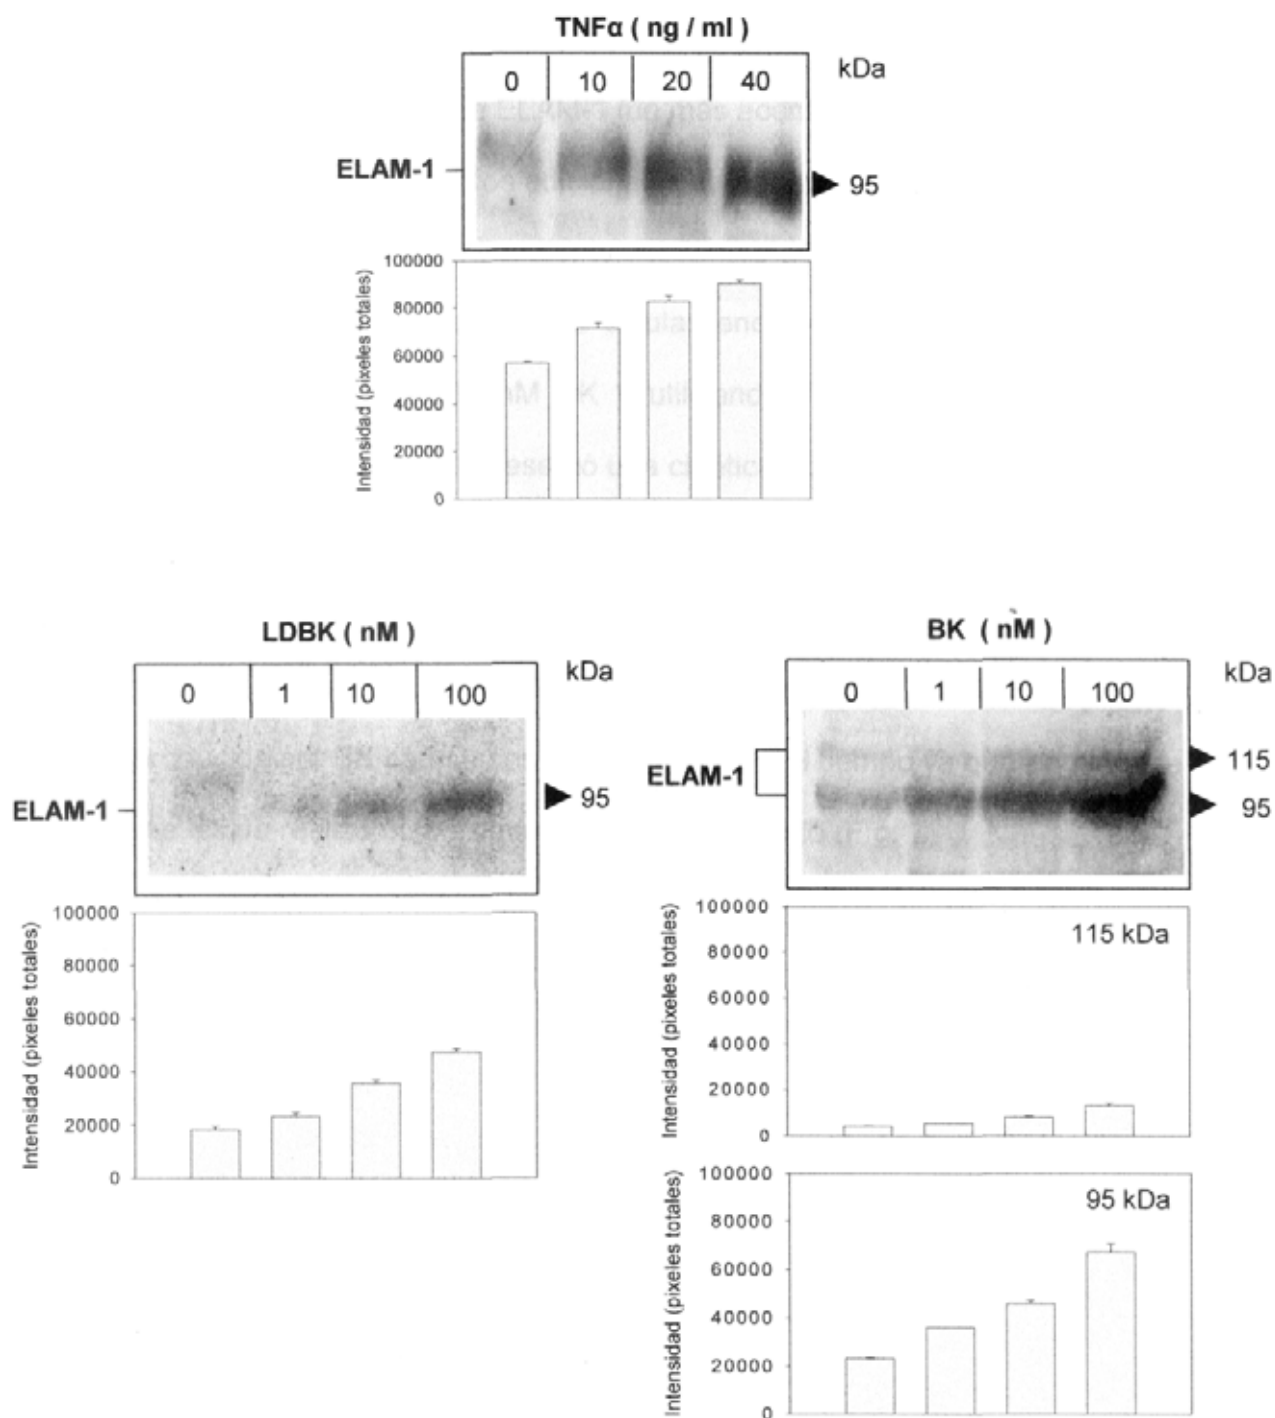 TNFα ( ng / ml )
0 10 20 40 kDa
ELAM-1 95
Intensidad (pixeles totales)
100000
80000
60000
40000
20000
0
LDBK ( nM )
0 1 10 100 kDa
ELAM-1 95
Intensidad (pixeles totales)
100000
80000
60000
40000
20000
0
BK ( nM )
0 1 10 100 kDa
ELAM-1 115
95
115 kDa
Intensidad (pixeles totales)
100000
80000
60000
40000
20000
0
95 kDa
Intensidad (pixeles totales)
100000
80000
60000
40000
20000
0